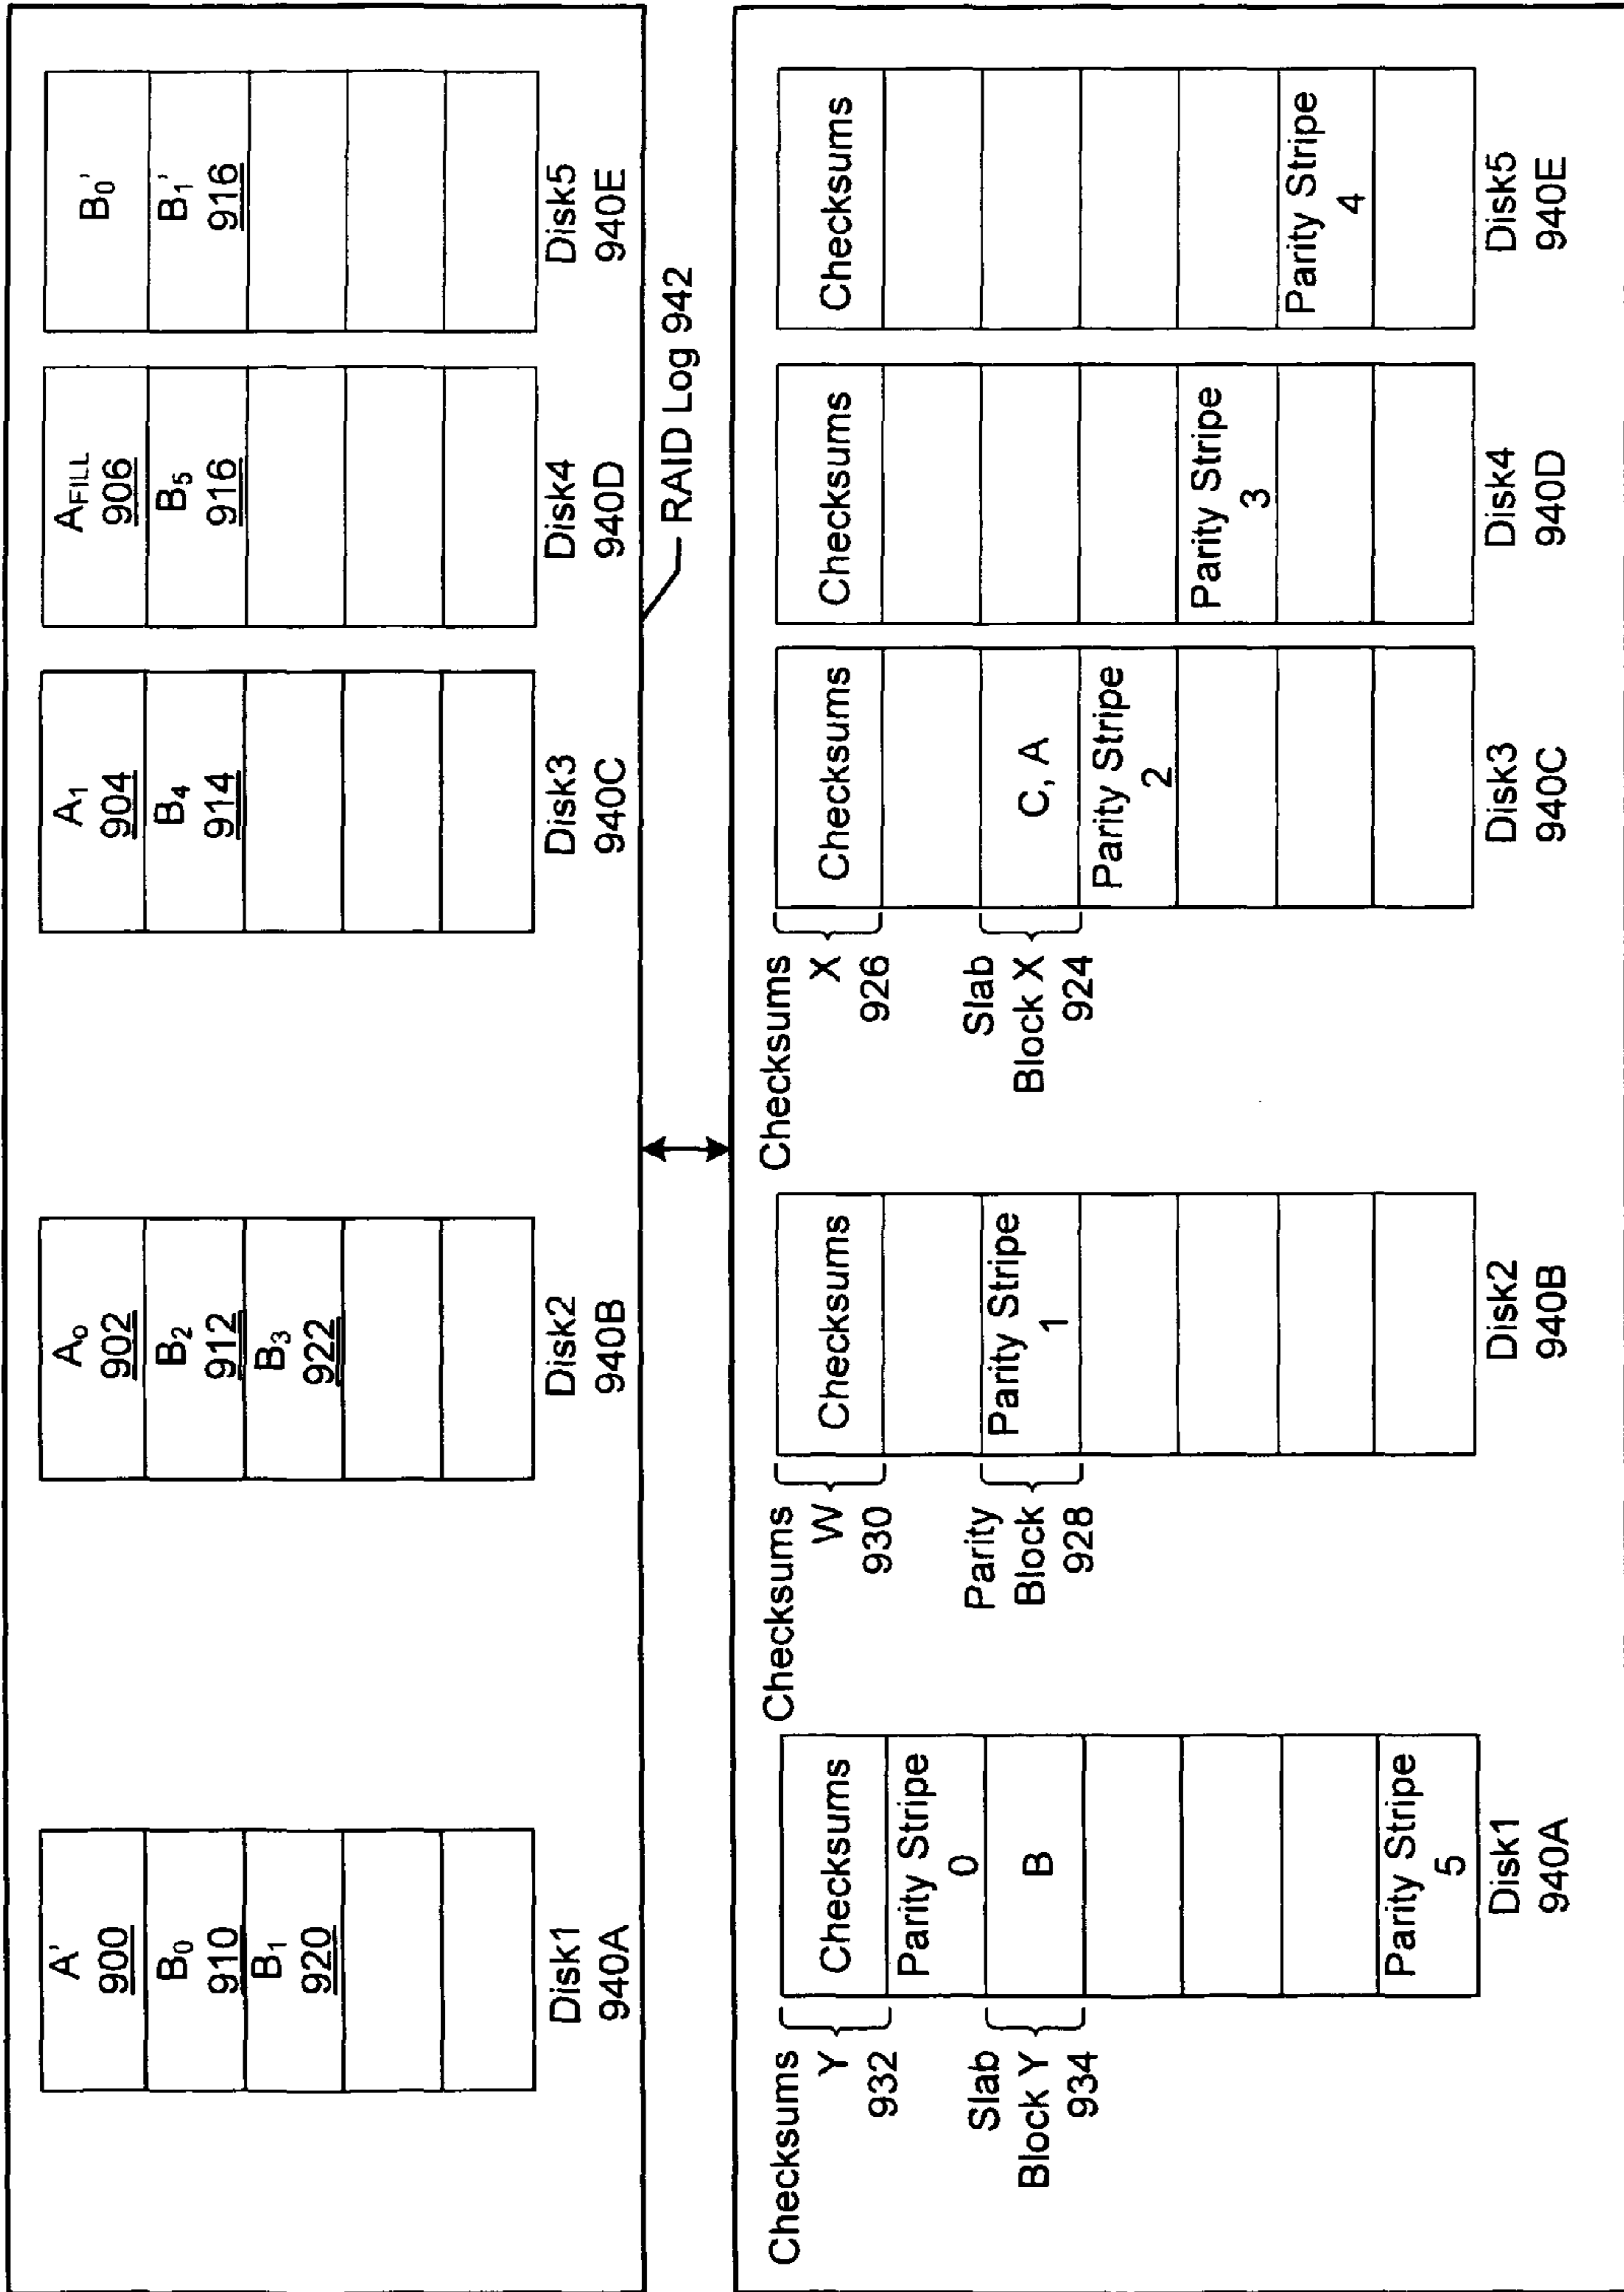 A'
900
B₀
910
B₁
920
Disk1
940A
A₀
902
B₂
912
B₃
922
Disk2
940B
A₁
904
B₄
914
Disk3
940C
A_FILL
906
B₅
916
Disk4
940D
B₀'
B₁'
916
Disk5
940E
RAID Log 942
Checksums
Y
932
Slab
Block Y
934
Checksums
Parity Stripe
0
B
Parity Stripe
5
Disk1
940A
Checksums
W
930
Parity
Block
928
Checksums
Parity Stripe
1
Disk2
940B
Checksums
X
926
Slab
Block X
924
Checksums
C, A
Parity Stripe
2
Disk3
940C
Checksums
Parity Stripe
3
Disk4
940D
Checksums
Parity Stripe
4
Disk5
940E